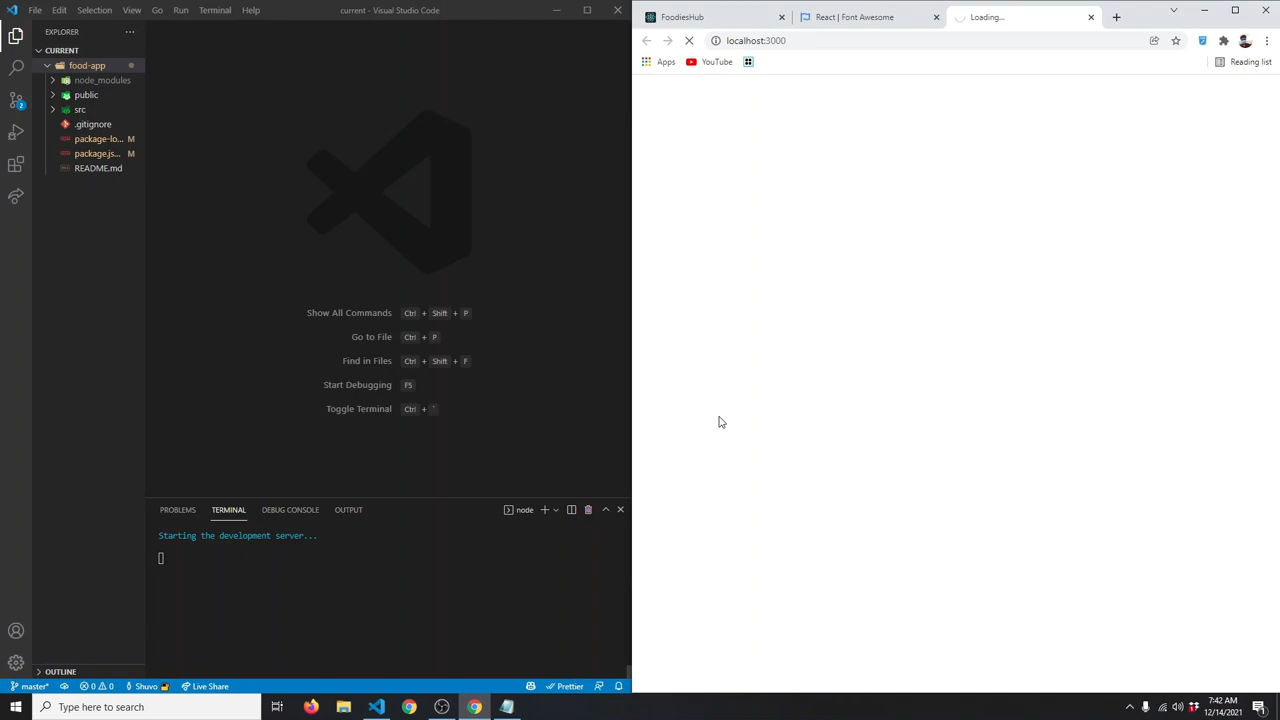 File Edit Selection View Go Run Terminal Help
current - Visual Studio Code
EXPLORER
CURRENT
food-app
node_modules
public
src
.gitignore
package-lo... M
package.js... M
README.md
OUTLINE
2
Show All Commands Ctrl + Shift + P
Go to File Ctrl + P
Find in Files Ctrl + Shift + F
Start Debugging F5
Toggle Terminal Ctrl + `
PROBLEMS TERMINAL DEBUG CONSOLE OUTPUT
node
Starting the development server...
master* 0 0 Shuvo Live Share
Prettier
FoodiesHub
React | Font Awesome
Loading...
localhost:3000
Apps YouTube
Reading list
Type here to search
7:42 AM
12/14/2021
1